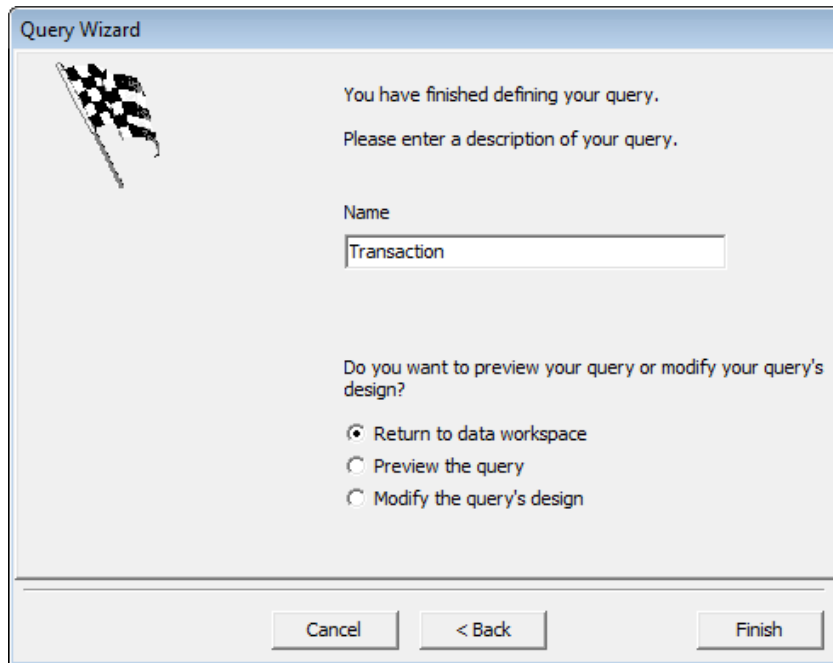 Query Wizard
You have finished defining your query.
Please enter a description of your query.
Name
Transaction
Do you want to preview your query or modify your query's
design?
Return to data workspace
Preview the query
Modify the query's design
Cancel
< Back
Finish